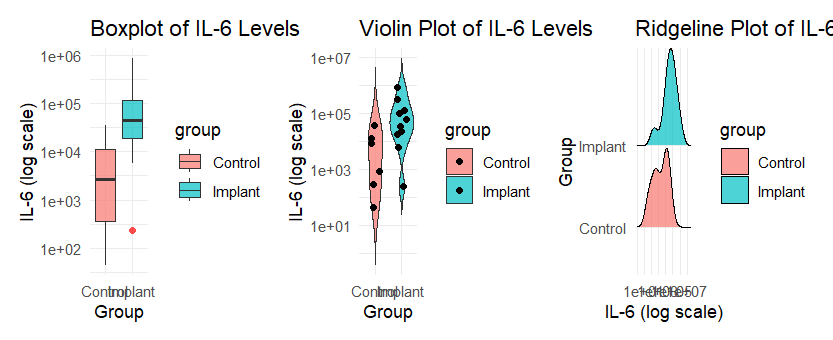 Boxplot of IL-6 Levels
1e+06
1e+05
1e+04
1e+03
1e+02
IL-6 (log scale)
Control
Implant
Group
group
Control
Implant
Violin Plot of IL-6 Levels
1e+07
1e+05
1e+03
1e+01
IL-6 (log scale)
Control
Implant
Group
group
Control
Implant
Ridgeline Plot of IL-6
Group
Implant
Control
IL-6 (log scale)
group
Control
Implant